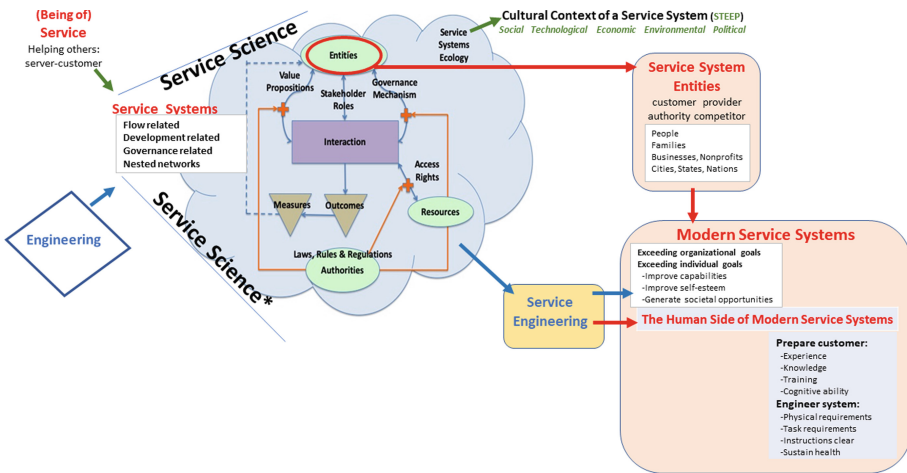 (Being of)
Service
Helping others:
server-customer
Service Science
Service Systems
Flow related
Development related
Governance related
Nested networks
Engineering
Service Science*
Entities
Value
Propositions
Stakeholder
Roles
Governance
Mechanism
Interaction
Access
Rights
Measures
Outcomes
Resources
Laws, Rules & Regulations
Authorities
Service
Systems
Ecology
Cultural Context of a Service System (STEEP)
Social Technological Economic Environmental Political
Service System
Entities
customer provider
authority competitor
People
Families
Businesses, Nonprofits
Cities, States, Nations
Service
Engineering
Modern Service Systems
Exceeding organizational goals
Exceeding individual goals
-Improve capabilities
-Improve self-esteem
-Generate societal opportunities
The Human Side of Modern Service Systems
Prepare customer:
-Experience
-Knowledge
-Training
-Cognitive ability
Engineer system:
-Physical requirements
-Task requirements
-Instructions clear
-Sustain health